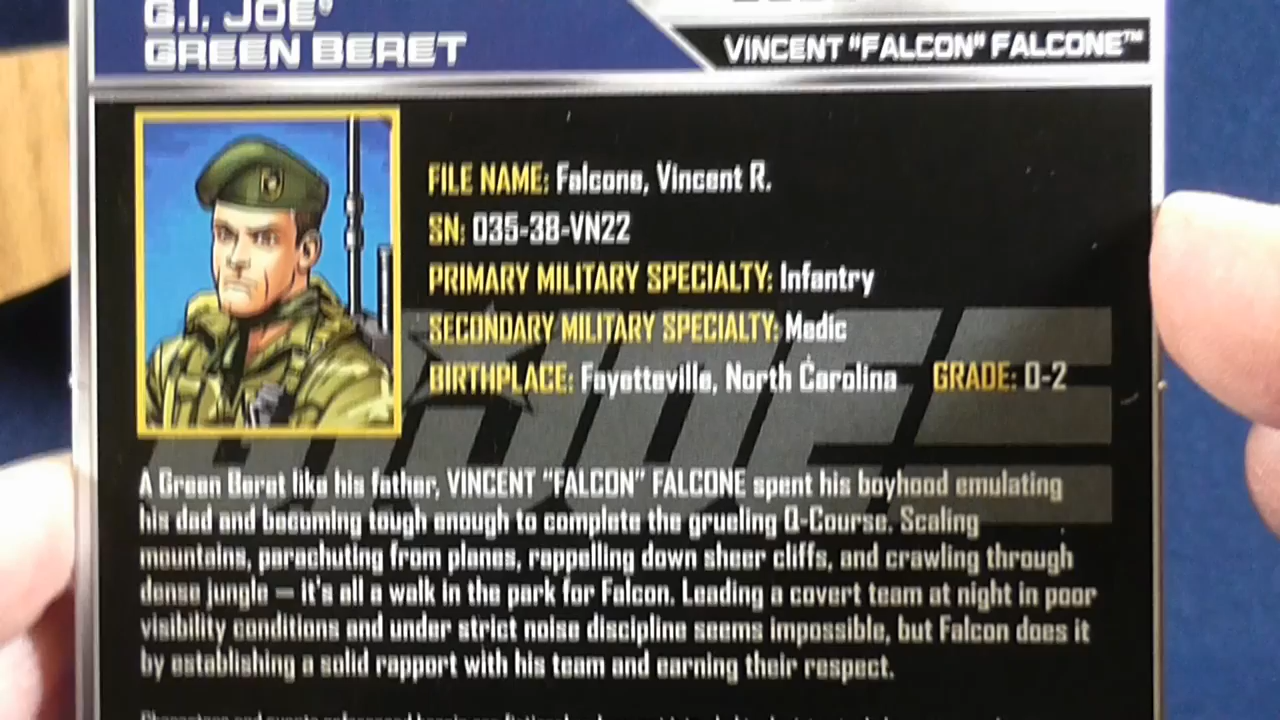 G.I. JOE®
GREEN BERET
VINCENT "FALCON" FALCONE™
FILE NAME: Falcone, Vincent R.
SN: 035-38-VN22
PRIMARY MILITARY SPECIALTY: Infantry
SECONDARY MILITARY SPECIALTY: Medic
BIRTHPLACE: Fayetteville, North Carolina GRADE: O-2
A Green Beret like his father, VINCENT "FALCON" FALCONE spent his boyhood emulating
his dad and becoming tough enough to complete the grueling Q-Course. Scaling
mountains, parachuting from planes, rappelling down sheer cliffs, and crawling through
dense jungle – it's all a walk in the park for Falcon. Leading a covert team at night in poor
visibility conditions and under strict noise discipline seems impossible, but Falcon does it
by establishing a solid rapport with his team and earning their respect.